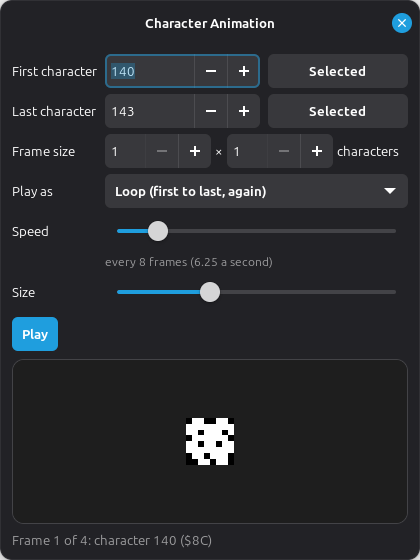 Character Animation
First character 140 − + Selected
Last character 143 − + Selected
Frame size 1 − + × 1 − + characters
Play as Loop (first to last, again)
Speed
every 8 frames (6.25 a second)
Size
Play
Frame 1 of 4: character 140 ($8C)